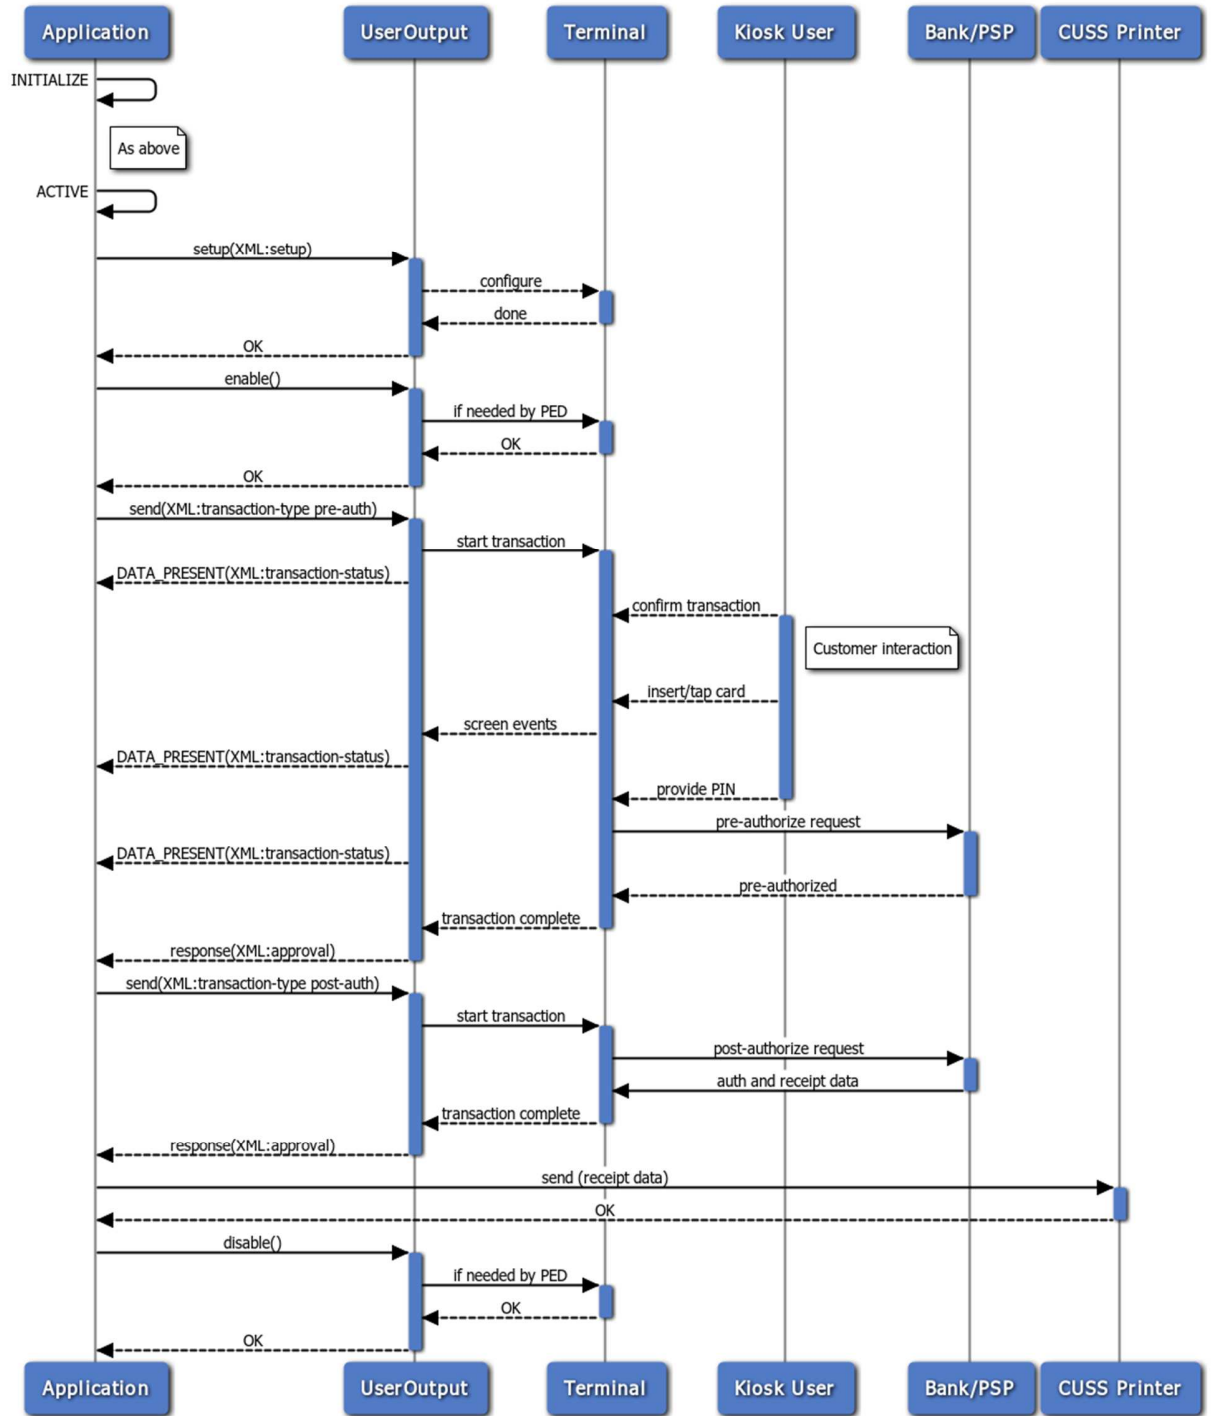 Application
UserOutput
Terminal
Kiosk User
Bank/PSP
CUSS Printer
INITIALIZE
As above
ACTIVE
setup(XML:setup)
configure
done
OK
enable()
if needed by PED
OK
OK
send(XML:transaction-type pre-auth)
start transaction
DATA_PRESENT(XML:transaction-status)
confirm transaction
Customer interaction
insert/tap card
screen events
DATA_PRESENT(XML:transaction-status)
provide PIN
pre-authorize request
DATA_PRESENT(XML:transaction-status)
pre-authorized
transaction complete
response(XML:approval)
send(XML:transaction-type post-auth)
start transaction
post-authorize request
auth and receipt data
transaction complete
response(XML:approval)
send (receipt data)
OK
disable()
if needed by PED
OK
OK
Application
UserOutput
Terminal
Kiosk User
Bank/PSP
CUSS Printer